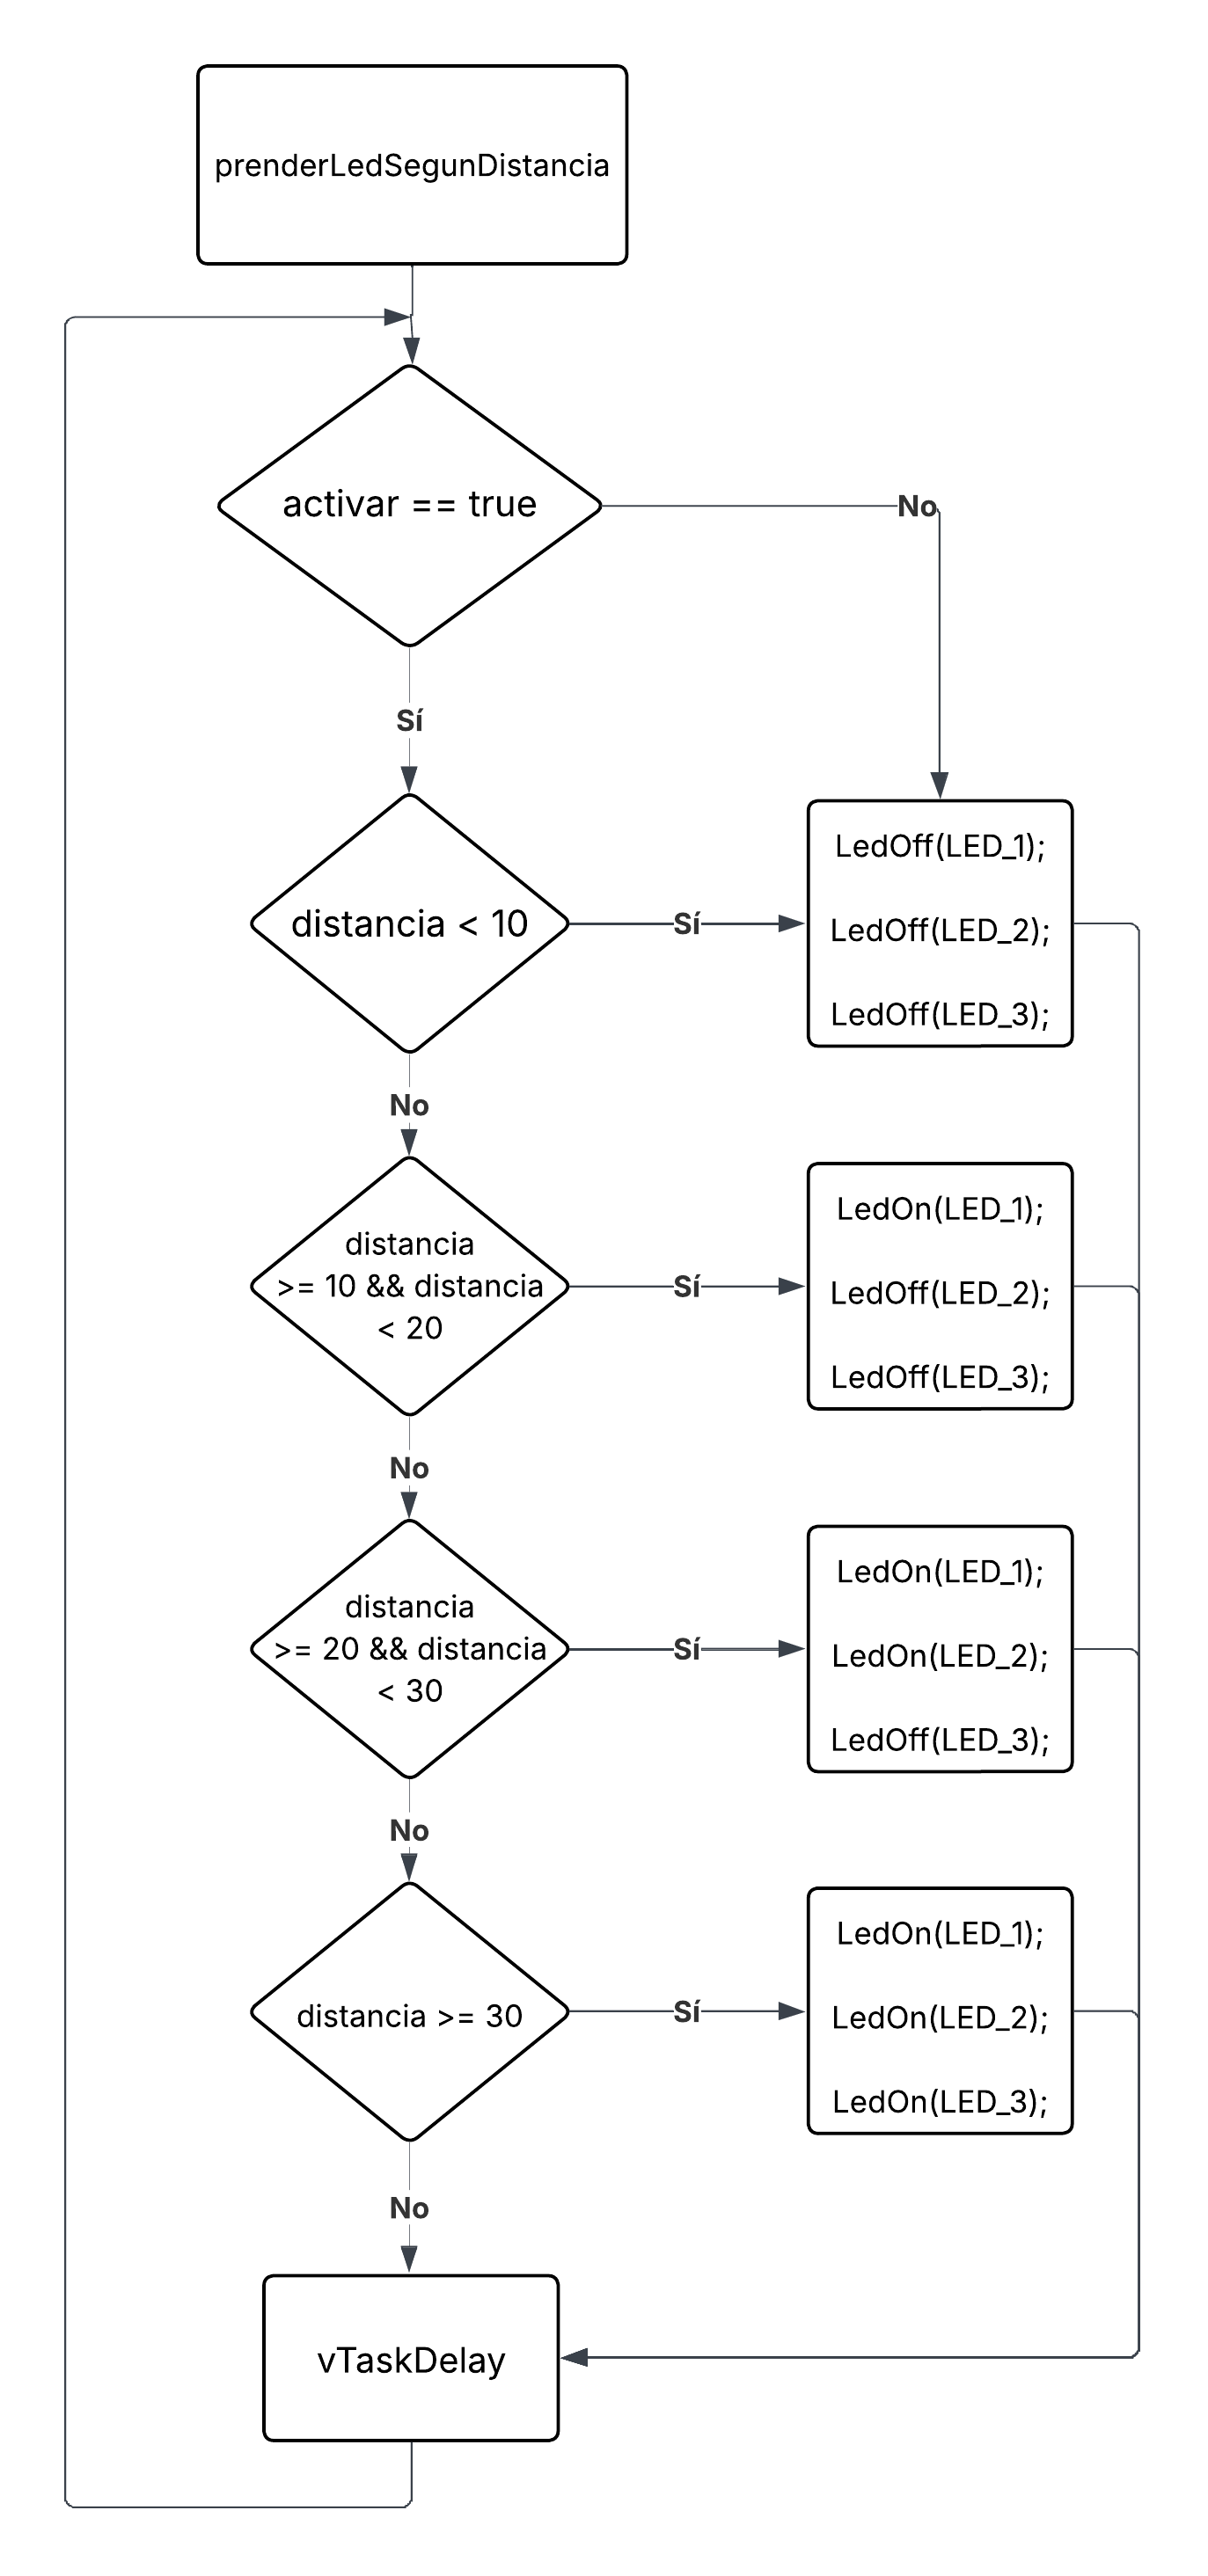 prenderLedSegunDistancia
activar == true
No
Sí
distancia < 10
Sí
LedOff(LED_1);
LedOff(LED_2);
LedOff(LED_3);
No
distancia
>= 10 && distancia
< 20
Sí
LedOn(LED_1);
LedOff(LED_2);
LedOff(LED_3);
No
distancia
>= 20 && distancia
< 30
Sí
LedOn(LED_1);
LedOn(LED_2);
LedOff(LED_3);
No
distancia >= 30
Sí
LedOn(LED_1);
LedOn(LED_2);
LedOn(LED_3);
No
vTaskDelay